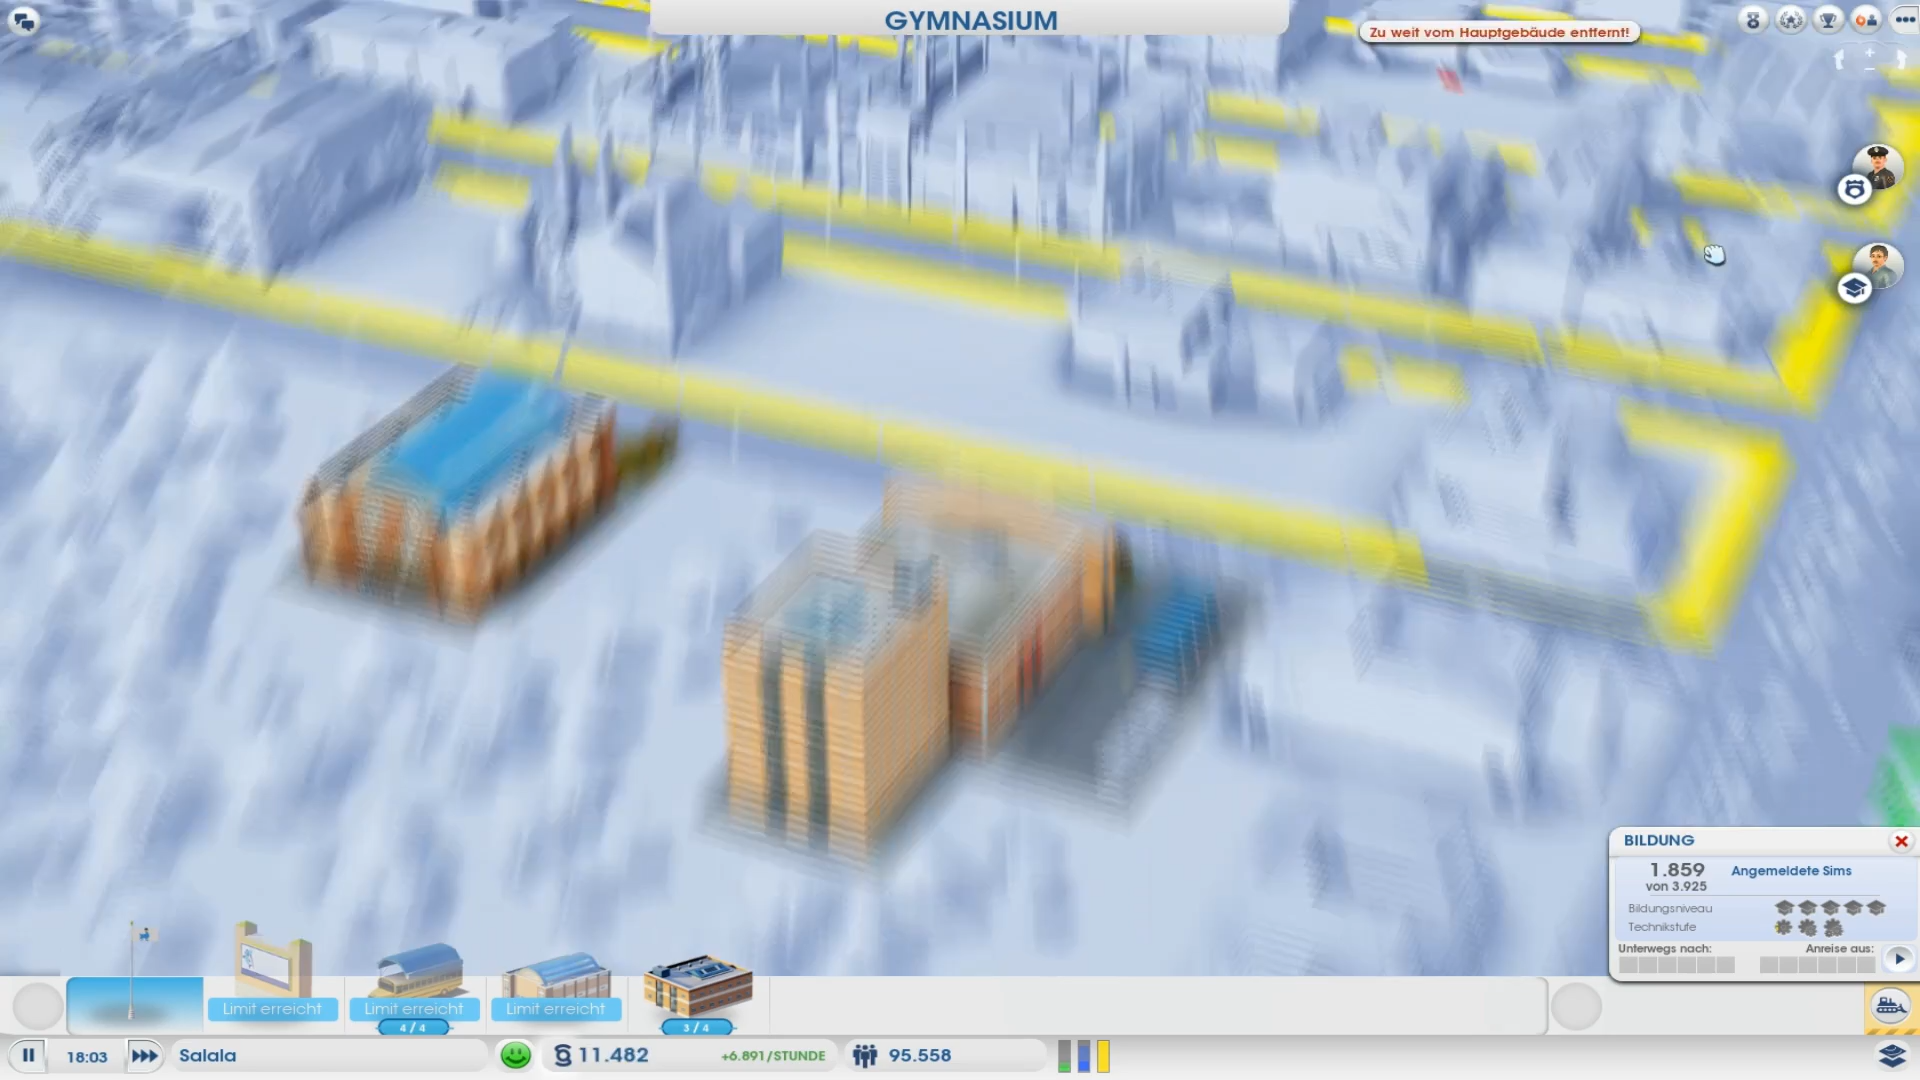 GYMNASIUM
Zu weit vom Hauptgebäude entfernt!
BILDUNG
1.859 Angemeldete Sims
von 3.925
Bildungsniveau
Technikstufe
Unterwegs nach: Anreise aus:
Limit erreicht
Limit erreicht
Limit erreicht
4 / 4
3 / 4
18:03
Salala
11.482
+6.891/STUNDE
95.558